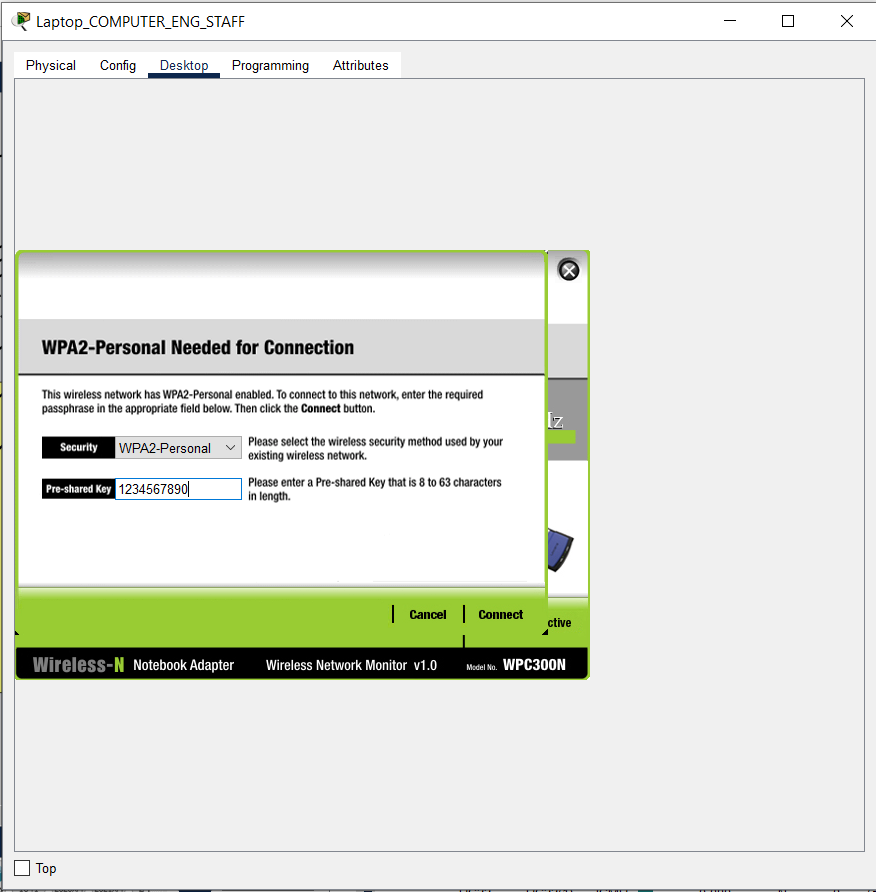 Laptop_COMPUTER_ENG_STAFF
Physical Config Desktop Programming Attributes
WPA2-Personal Needed for Connection
This wireless network has WPA2-Personal enabled. To connect to this network, enter the required
passphrase in the appropriate field below. Then click the Connect button.
Security WPA2-Personal Please select the wireless security method used by your
existing wireless network.
Pre-shared Key 1234567890 Please enter a Pre-shared Key that is 8 to 63 characters
in length.
Cancel Connect
ctive
Wireless-N Notebook Adapter Wireless Network Monitor v1.0 Model No. WPC300N
Top